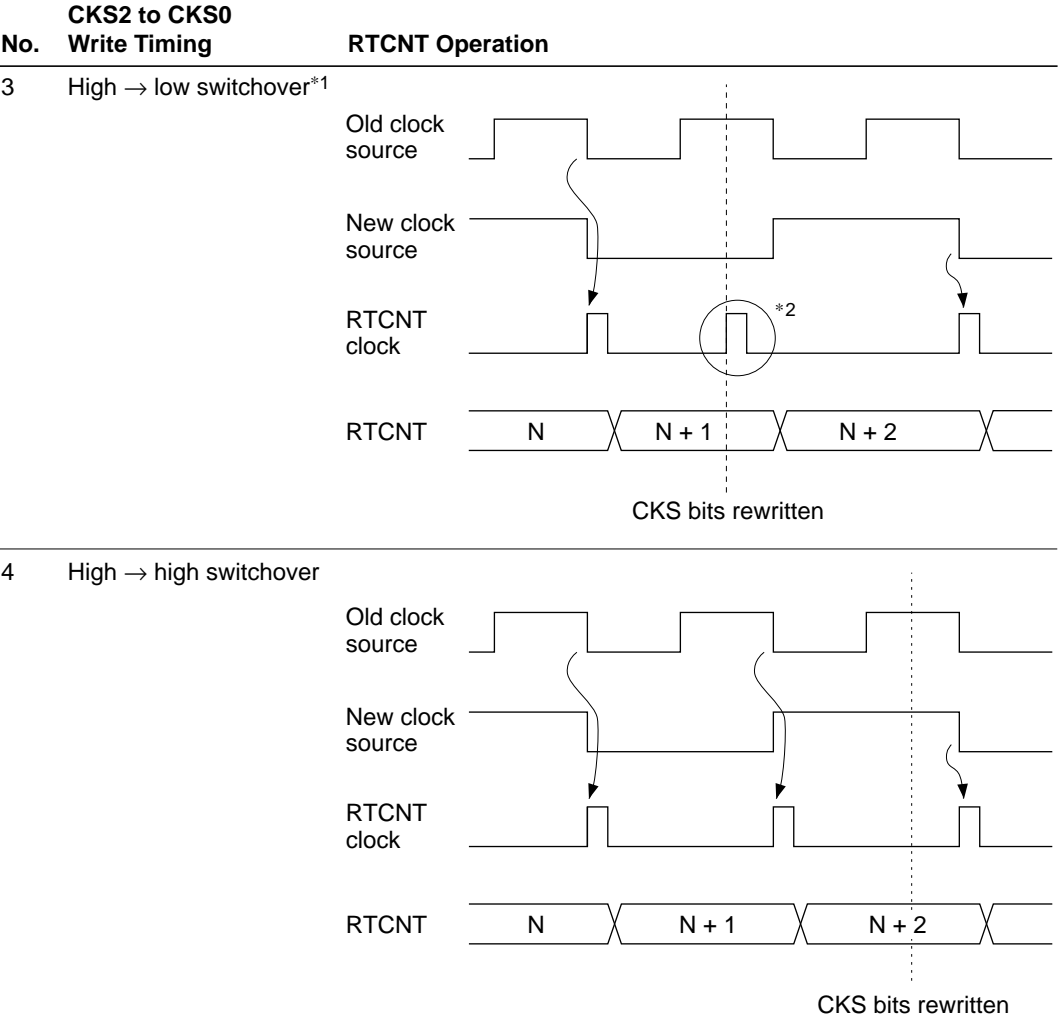 CKS2 to CKS0
No. Write Timing RTCNT Operation
3 High → low switchover*1
Old clock
source
New clock
source
RTCNT
clock
*2
RTCNT N N + 1 N + 2
CKS bits rewritten
4 High → high switchover
Old clock
source
New clock
source
RTCNT
clock
RTCNT N N + 1 N + 2
CKS bits rewritten